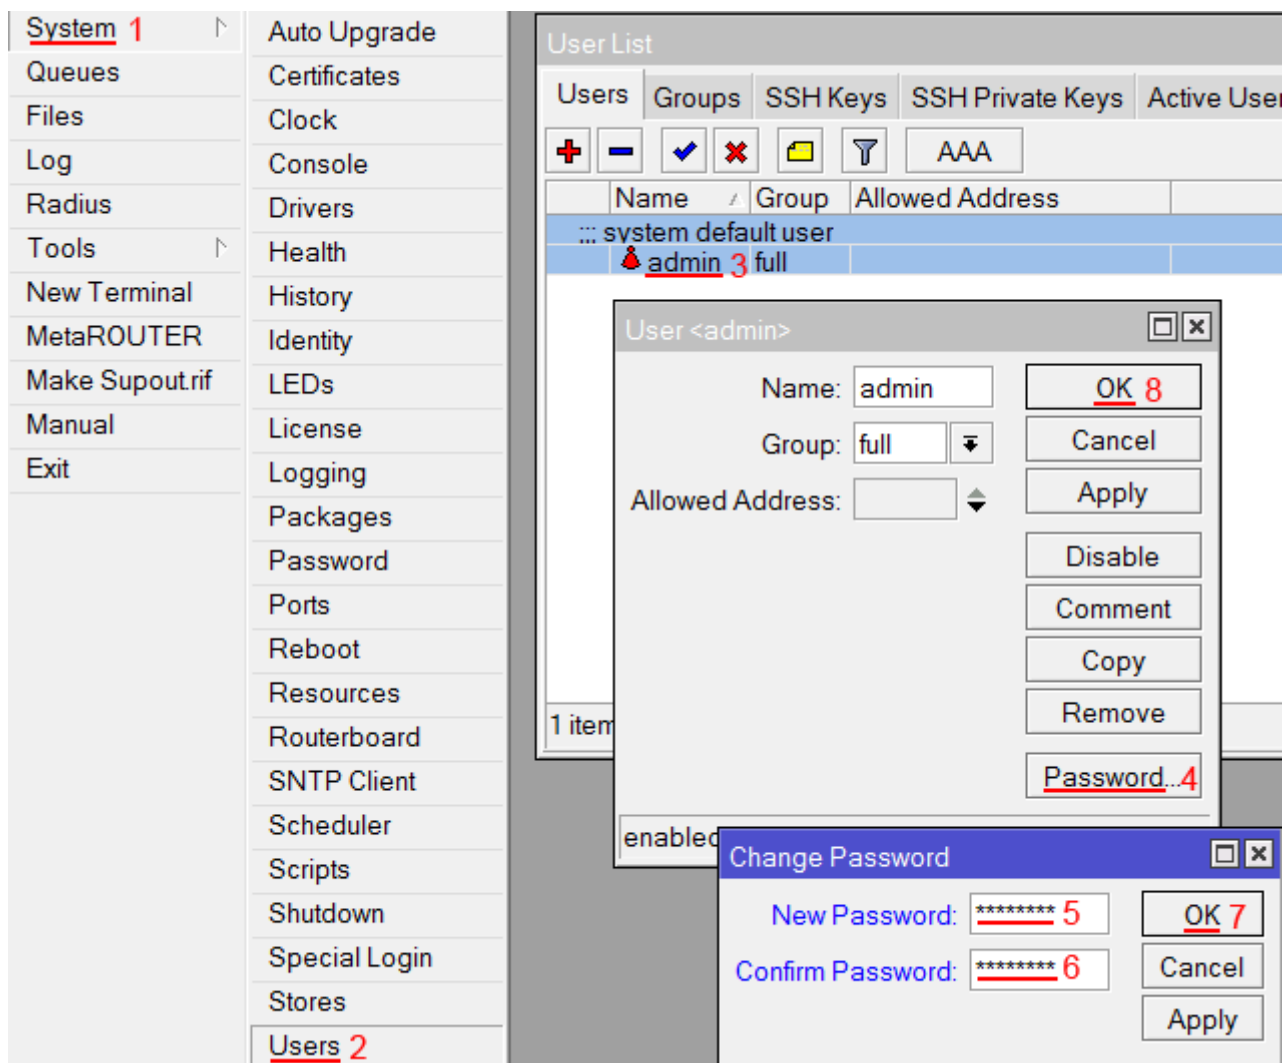 System 1
Queues
Files
Log
Radius
Tools
New Terminal
MetaROUTER
Make Supout.rif
Manual
Exit
Auto Upgrade
Certificates
Clock
Console
Drivers
Health
History
Identity
LEDs
License
Logging
Packages
Password
Ports
Reboot
Resources
Routerboard
SNTP Client
Scheduler
Scripts
Shutdown
Special Login
Stores
Users 2
User List
Users Groups SSH Keys SSH Private Keys Active User
AAA
Name Group Allowed Address
;;; system default user
admin 3 full
1 item
User <admin>
Name: admin
Group: full
Allowed Address:
OK 8
Cancel
Apply
Disable
Comment
Copy
Remove
Password... 4
enabled
Change Password
New Password: ******** 5
Confirm Password: ******** 6
OK 7
Cancel
Apply